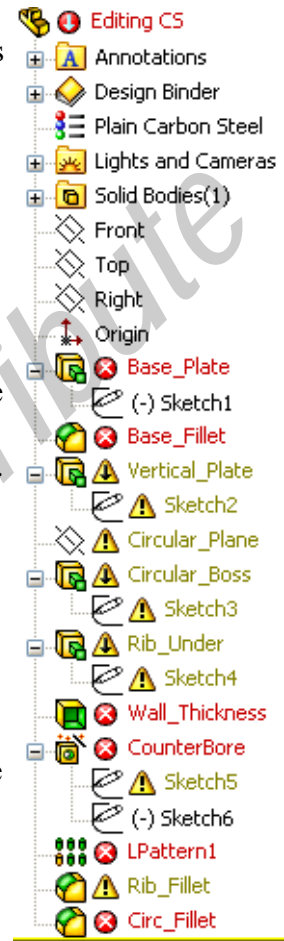 Editing CS
Annotations
Design Binder
Plain Carbon Steel
Lights and Cameras
Solid Bodies(1)
Front
Top
Right
Origin
Base_Plate
(-) Sketch1
Base_Fillet
Vertical_Plate
Sketch2
Circular_Plane
Circular_Boss
Sketch3
Rib_Under
Sketch4
Wall_Thickness
CounterBore
Sketch5
(-) Sketch6
LPattern1
Rib_Fillet
Circ_Fillet